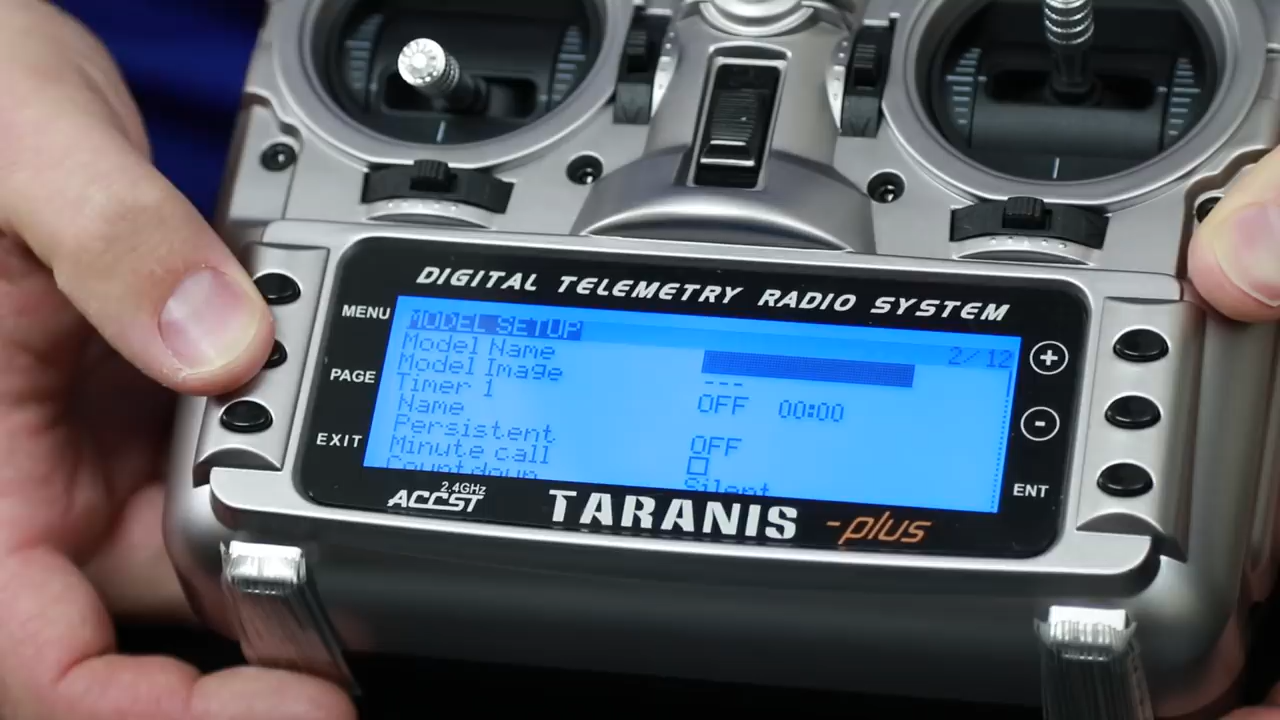 DIGITAL TELEMETRY RADIO SYSTEM
MENU
PAGE
EXIT
MODEL SETUP 2/12
Model Name
Model Image ---
Timer 1 OFF 00:00
Name
Persistent OFF
Minute call
Countdown Silent
+
-
ENT
2.4GHz
ACCST
TARANIS -plus